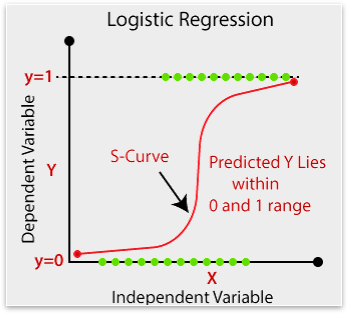 Logistic Regression
y=1
Dependent Variable
Y
S-Curve
Predicted Y Lies
within
0 and 1 range
y=0
X
Independent Variable